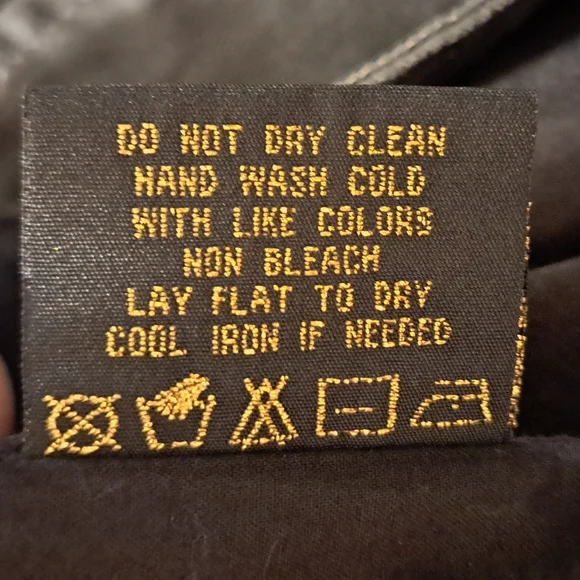 DO NOT DRY CLEAN
HAND WASH COLD
WITH LIKE COLORS
NON BLEACH
LAY FLAT TO DRY
COOL IRON IF NEEDED